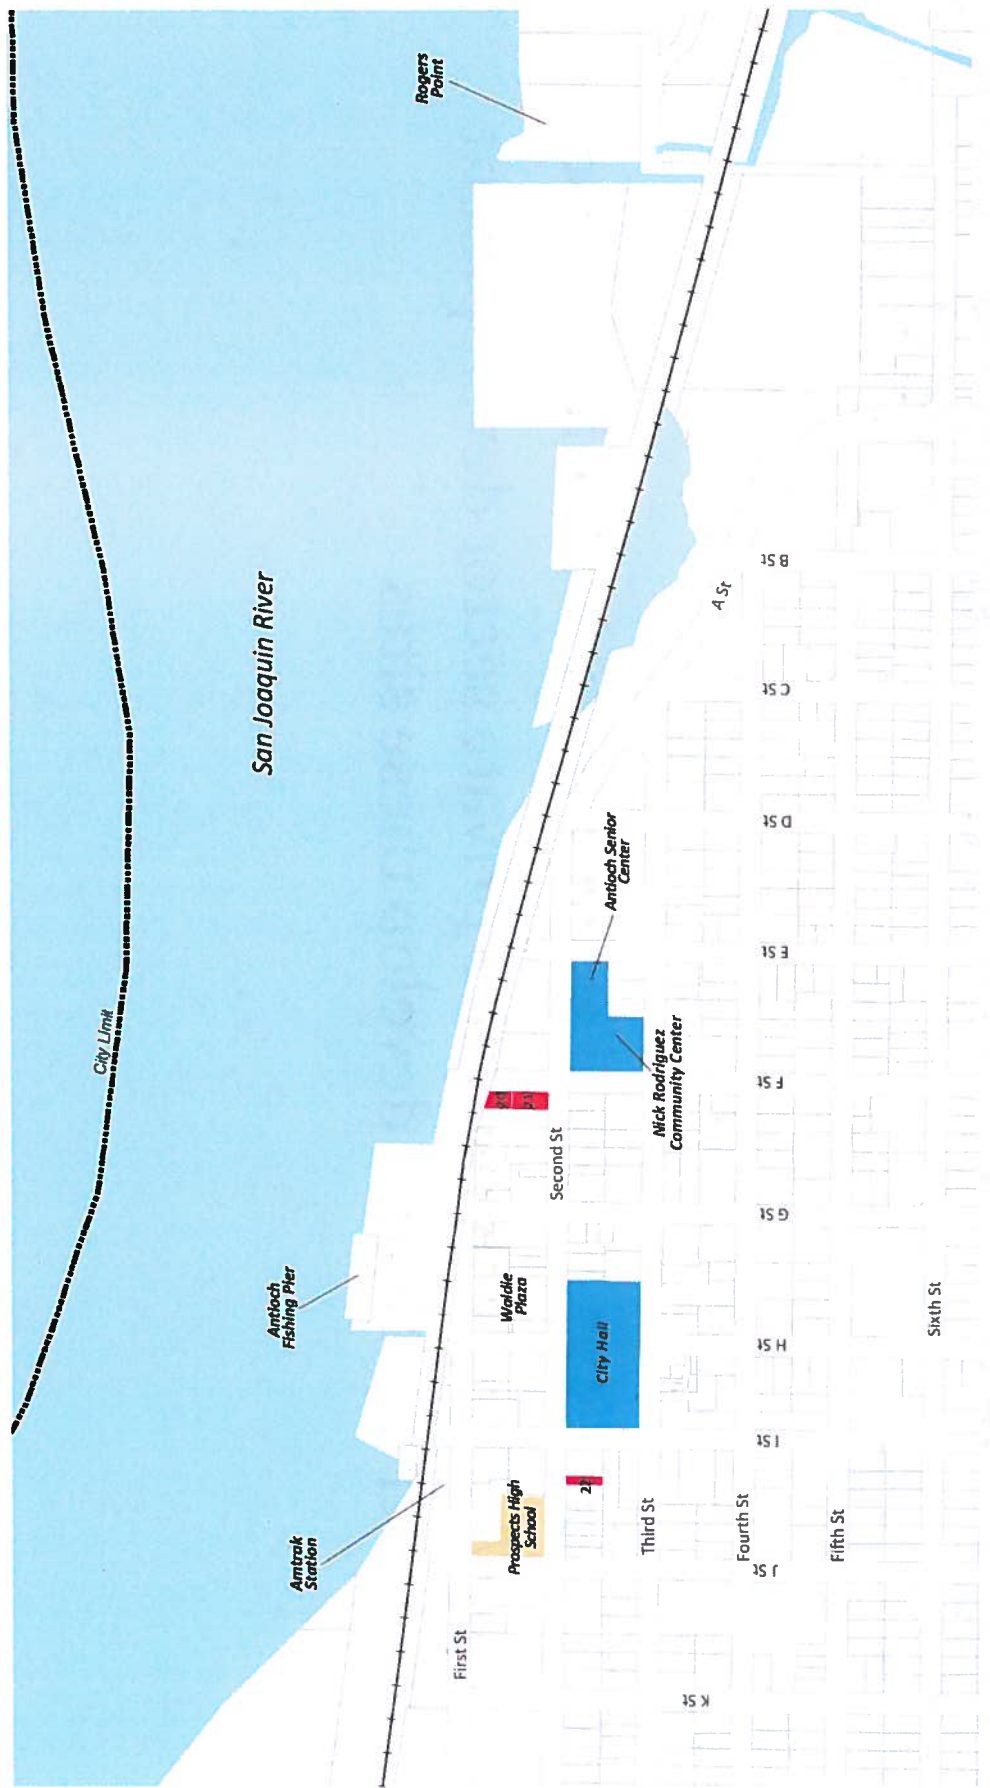 City Limit
San Joaquin River
Rogers
Point
Antioch
Fishing Pier
Amtrak
Station
Waldie
Plaza
City Hall
Prospects High
School
22
21
Antioch Senior
Center
Nick Rodriguez
Community Center
First St
Second St
Third St
Fourth St
Fifth St
Sixth St
K St
J St
I St
H St
G St
F St
E St
D St
C St
B St
A St